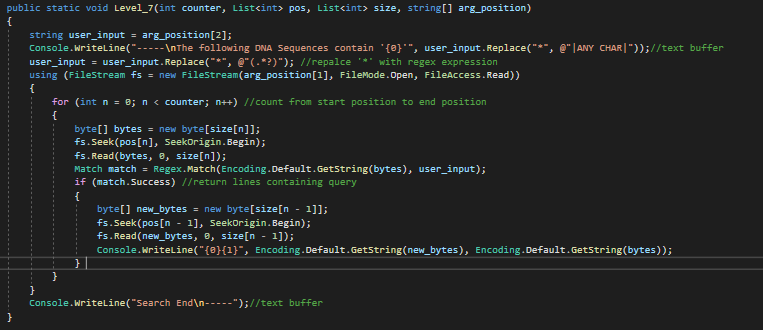 public static void Level_7(int counter, List<int> pos, List<int> size, string[] arg_position)
{
string user_input = arg_position[2];
Console.WriteLine("-----\nThe following DNA Sequences contain '{0}'", user_input.Replace("*", @"|ANY CHAR|"));//text buffer
user_input = user_input.Replace("*", @"(.*?)"); //repalce '*' with regex expression
using (FileStream fs = new FileStream(arg_position[1], FileMode.Open, FileAccess.Read))
{
for (int n = 0; n < counter; n++) //count from start position to end position
{
byte[] bytes = new byte[size[n]];
fs.Seek(pos[n], SeekOrigin.Begin);
fs.Read(bytes, 0, size[n]);
Match match = Regex.Match(Encoding.Default.GetString(bytes), user_input);
if (match.Success) //return lines containing query
{
byte[] new_bytes = new byte[size[n - 1]];
fs.Seek(pos[n - 1], SeekOrigin.Begin);
fs.Read(new_bytes, 0, size[n - 1]);
Console.WriteLine("{0}{1}", Encoding.Default.GetString(new_bytes), Encoding.Default.GetString(bytes));
}
}
}
Console.WriteLine("Search End\n-----");//text buffer
}